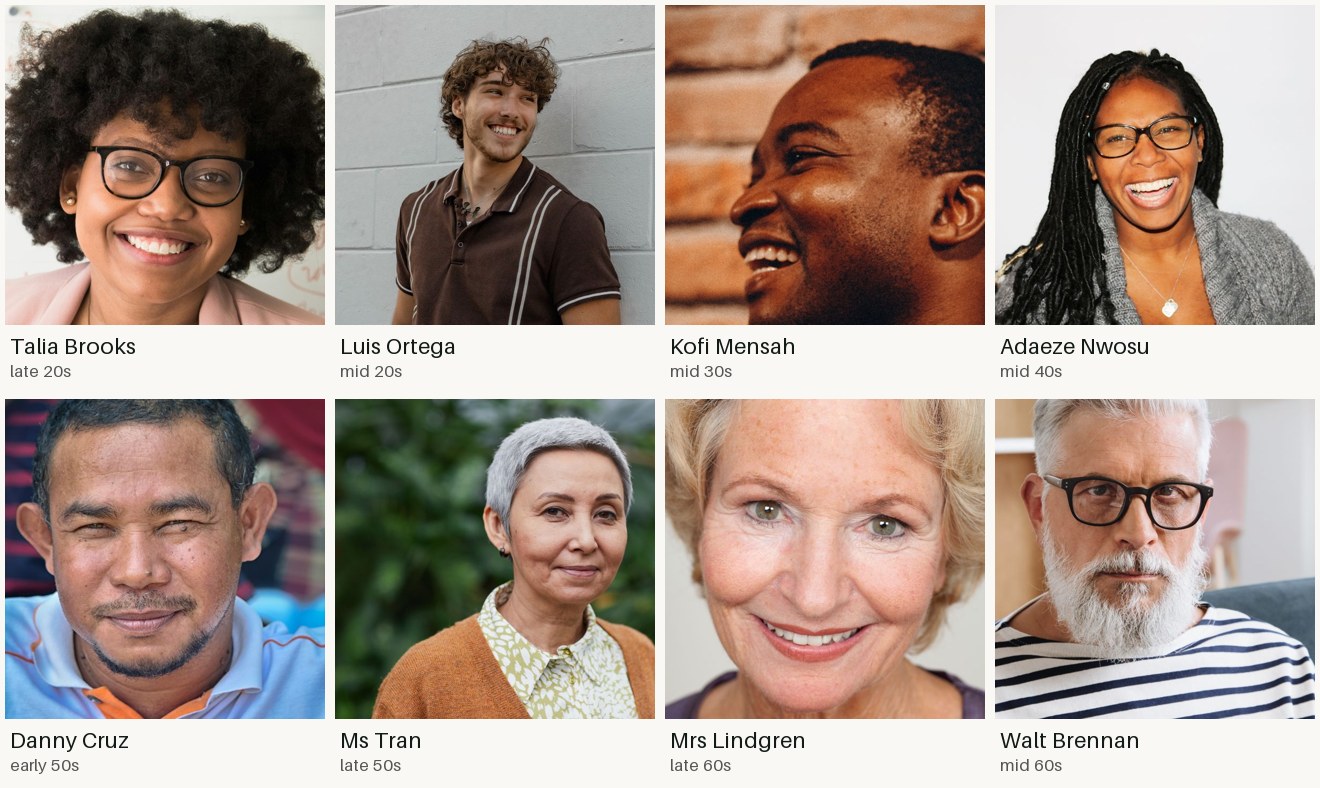 Talia Brooks
late 20s
Luis Ortega
mid 20s
Kofi Mensah
mid 30s
Adaeze Nwosu
mid 40s
Danny Cruz
early 50s
Ms Tran
late 50s
Mrs Lindgren
late 60s
Walt Brennan
mid 60s